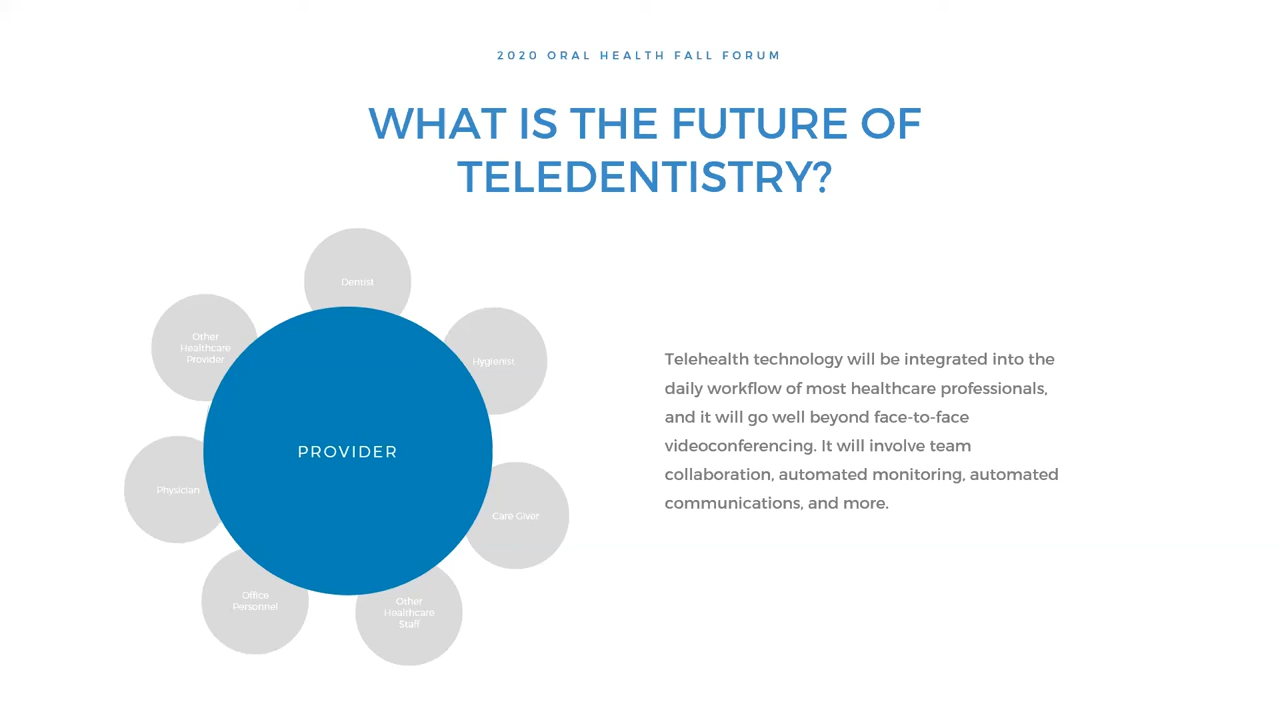 2020 ORAL HEALTH FALL FORUM
WHAT IS THE FUTURE OF
TELEDENTISTRY?
Dentist
Other
Healthcare
Provider
Hygienist
PROVIDER
Physician
Care Giver
Office
Personnel
Other
Healthcare
Staff
Telehealth technology will be integrated into the
daily workflow of most healthcare professionals,
and it will go well beyond face-to-face
videoconferencing. It will involve team
collaboration, automated monitoring, automated
communications, and more.